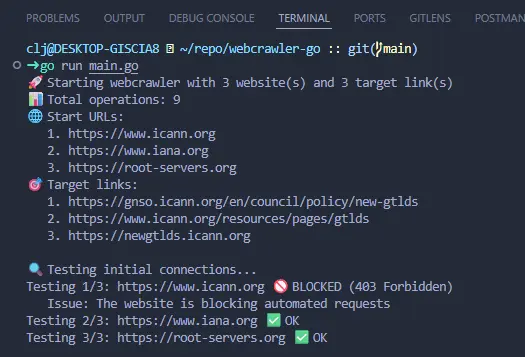 PROBLEMS OUTPUT DEBUG CONSOLE TERMINAL PORTS GITLENS POSTMAN
clj@DESKTOP-GISCIA8 ~/repo/webcrawler-go :: git(main)
→go run main.go
🚀 Starting webcrawler with 3 website(s) and 3 target link(s)
📊 Total operations: 9
🌐 Start URLs:
1. https://www.icann.org
2. https://www.iana.org
3. https://root-servers.org
🎯 Target links:
1. https://gnso.icann.org/en/council/policy/new-gtlds
2. https://www.icann.org/resources/pages/gtlds
3. https://newgtlds.icann.org
🔍 Testing initial connections...
Testing 1/3: https://www.icann.org 🚫 BLOCKED (403 Forbidden)
Issue: The website is blocking automated requests
Testing 2/3: https://www.iana.org ✅ OK
Testing 3/3: https://root-servers.org ✅ OK